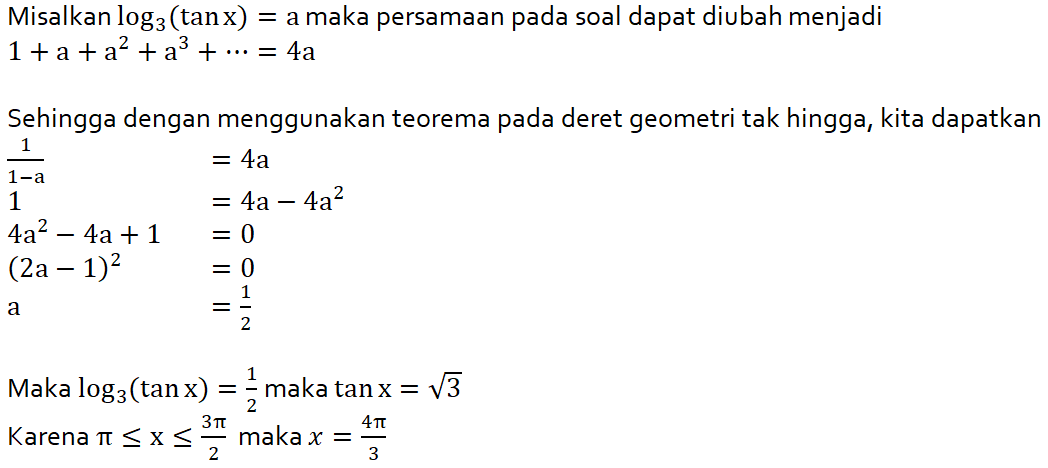 Misalkan log₃(tan x) = a maka persamaan pada soal dapat diubah menjadi
1 + a + a² + a³ + ⋯ = 4a
Sehingga dengan menggunakan teorema pada deret geometri tak hingga, kita dapatkan
1/(1−a) = 4a
1 = 4a − 4a²
4a² − 4a + 1 = 0
(2a − 1)² = 0
a = 1/2
Maka log₃(tan x) = 1/2 maka tan x = √3
Karena π ≤ x ≤ 3π/2 maka x = 4π/3